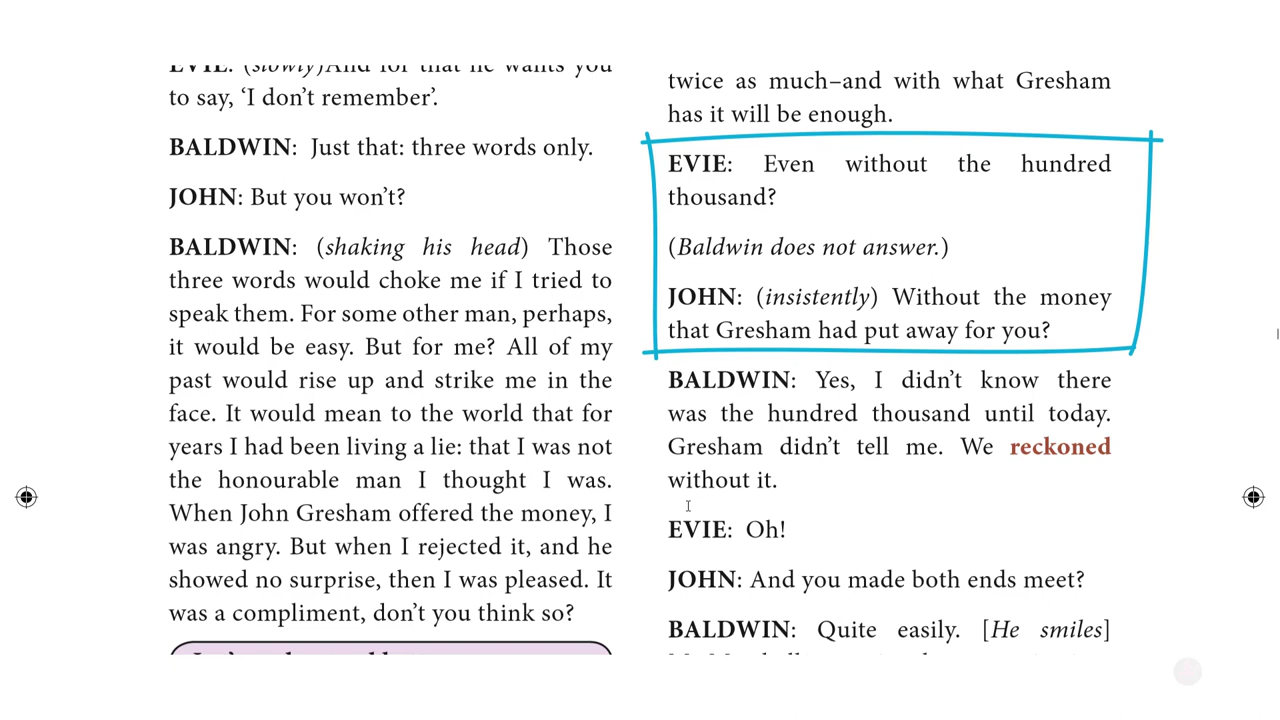 EVIE: (slowly)And for that he wants you
to say, ‘I don’t remember’.
BALDWIN: Just that: three words only.
JOHN: But you won’t?
BALDWIN: (shaking his head) Those
three words would choke me if I tried to
speak them. For some other man, perhaps,
it would be easy. But for me? All of my
past would rise up and strike me in the
face. It would mean to the world that for
years I had been living a lie: that I was not
the honourable man I thought I was.
When John Gresham offered the money, I
was angry. But when I rejected it, and he
showed no surprise, then I was pleased. It
was a compliment, don’t you think so?
twice as much–and with what Gresham
has it will be enough.
EVIE: Even without the hundred
thousand?
(Baldwin does not answer.)
JOHN: (insistently) Without the money
that Gresham had put away for you?
BALDWIN: Yes, I didn’t know there
was the hundred thousand until today.
Gresham didn’t tell me. We reckoned
without it.
EVIE: Oh!
JOHN: And you made both ends meet?
BALDWIN: Quite easily. [He smiles]